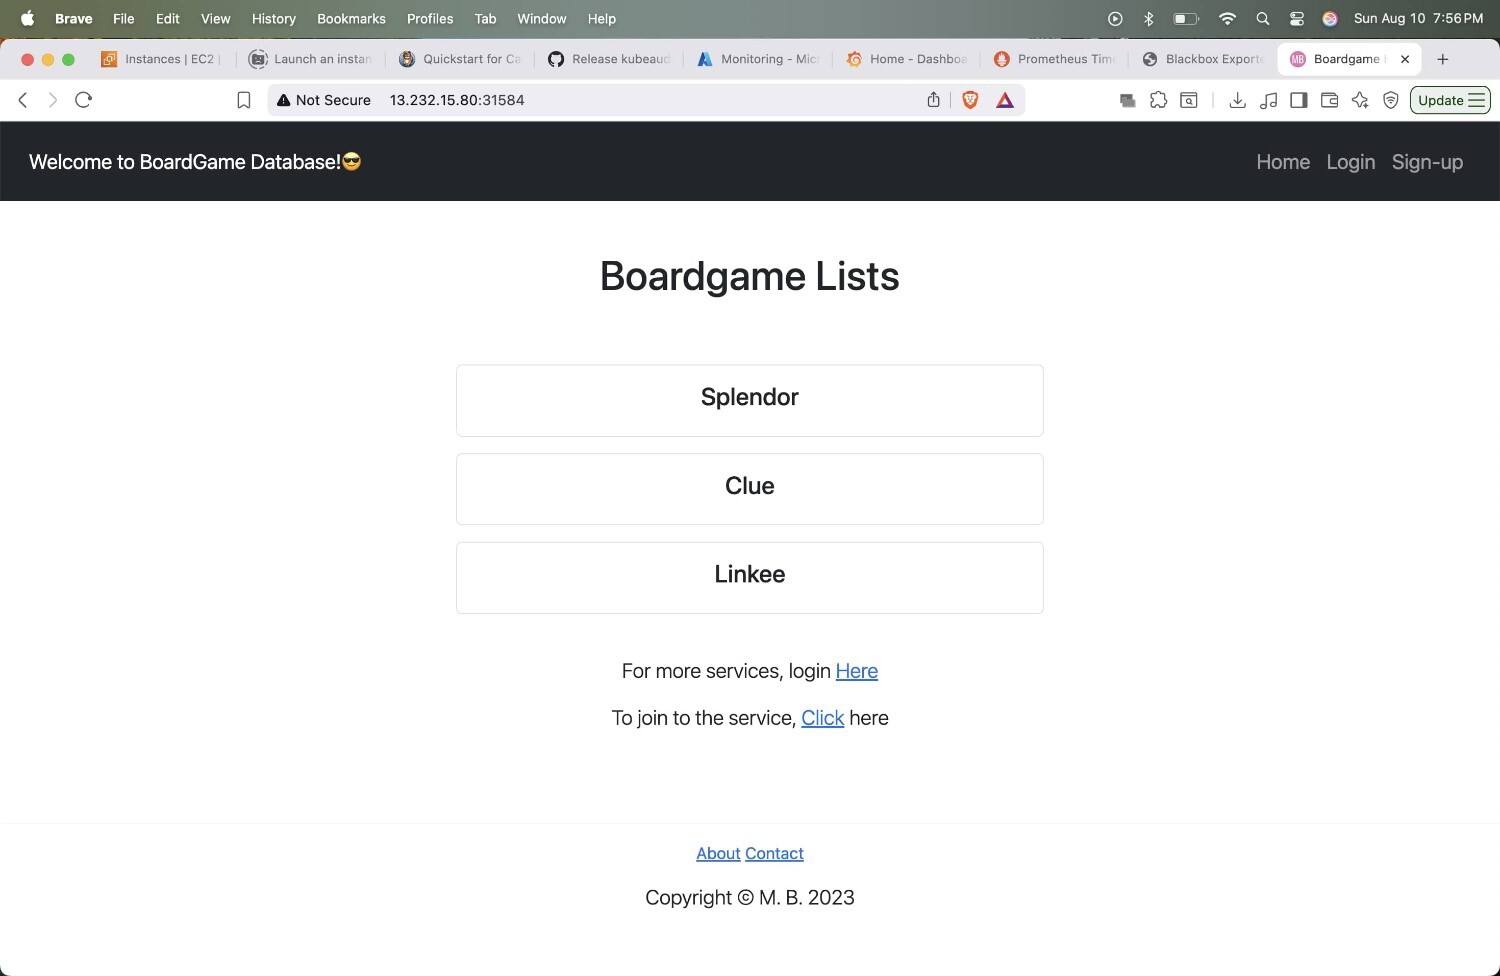 Brave File Edit View History Bookmarks Profiles Tab Window Help Sun Aug 10 7:56 PM
Instances | EC2 Launch an instan Quickstart for Ca Release kubeaud Monitoring - Mic Home - Dashboa Prometheus Time Blackbox Exporte MB Boardgame
Not Secure 13.232.15.80:31584 Update
Welcome to BoardGame Database!😎 Home Login Sign-up
Boardgame Lists
Splendor
Clue
Linkee
For more services, login Here
To join to the service, Click here
About Contact
Copyright © M. B. 2023